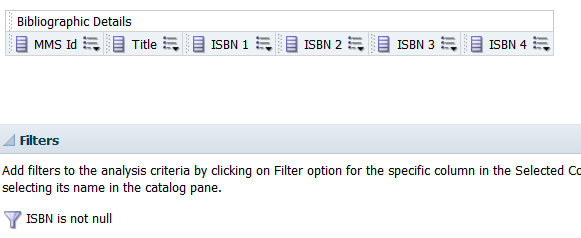 Bibliographic Details
MMS Id Title ISBN 1 ISBN 2 ISBN 3 ISBN 4
Filters
Add filters to the analysis criteria by clicking on Filter option for the specific column in the Selected Co
selecting its name in the catalog pane.
ISBN is not null